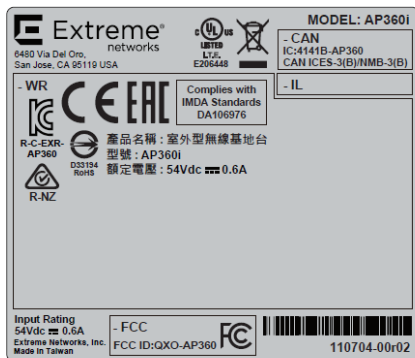 Extreme®
networks
6480 Via Del Oro,
San Jose, CA 95119 USA
c UL us
LISTED
I.T.E.
E206448
MODEL: AP360i
- CAN
IC:4141B-AP360
CAN ICES-3(B)/NMB-3(B)
- IL
- WR
CE EAC
Complies with
IMDA Standards
DA106976
R-C-EXR-
AP360
D33194
RoHS
產品名稱 : 室外型無線基地台
型號 : AP360i
額定電壓 : 54Vdc 0.6A
R-NZ
Input Rating
54Vdc 0.6A
Extreme Networks, Inc.
Made in Taiwan
- FCC
FCC ID:QXO-AP360
FC
110704-00r02